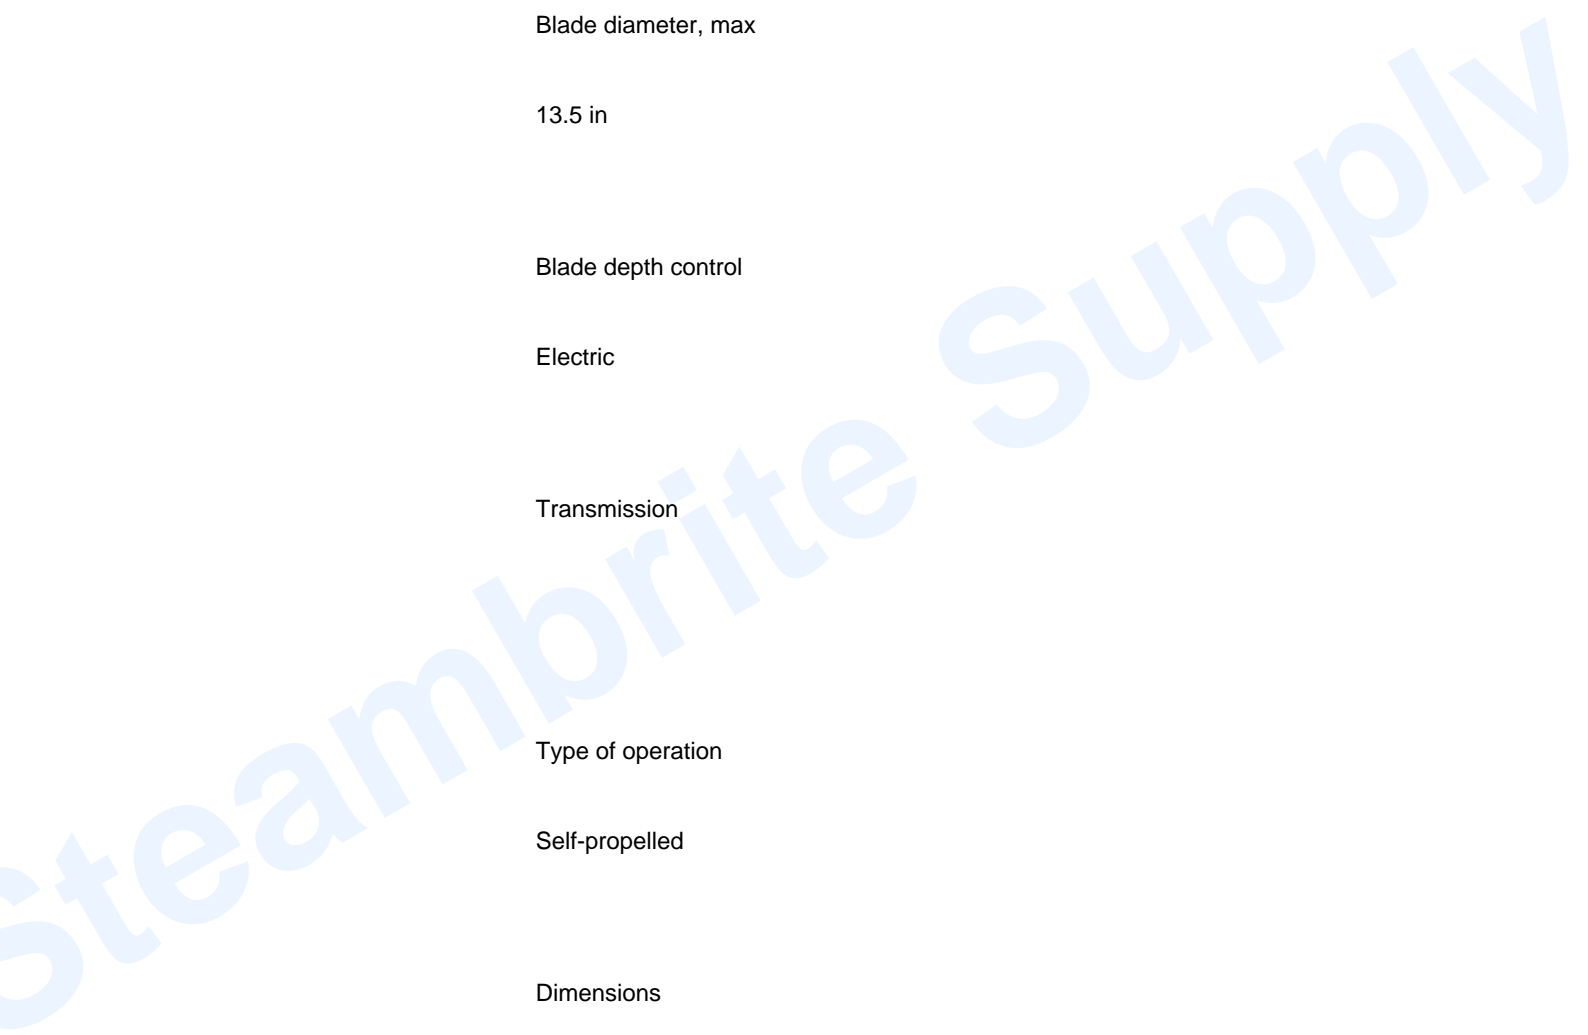 Blade diameter, max
13.5 in
Blade depth control
Electric
Transmission
Type of operation
Self-propelled
Dimensions
Steambrite Supply